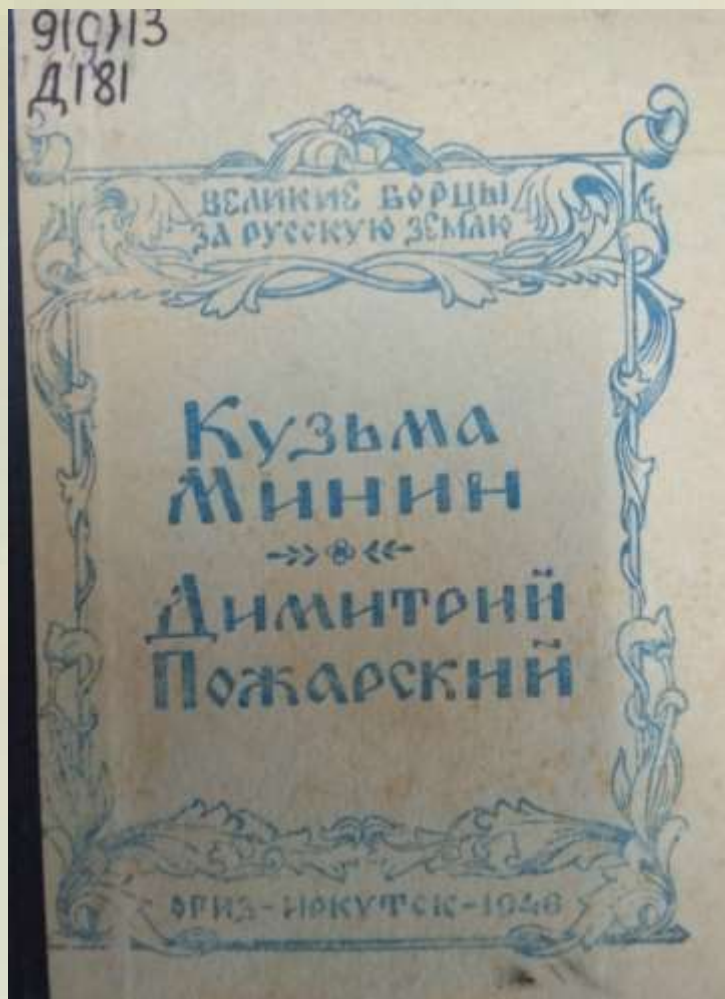 9(С)13
Д181
ВЕЛИКИЕ БОРЦЫ
ЗА РУССКУЮ ЗЕМЛЮ
Кузьма
Минин
Димитрий
Пожарский
ОГИЗ-ИРКУТСК-1946